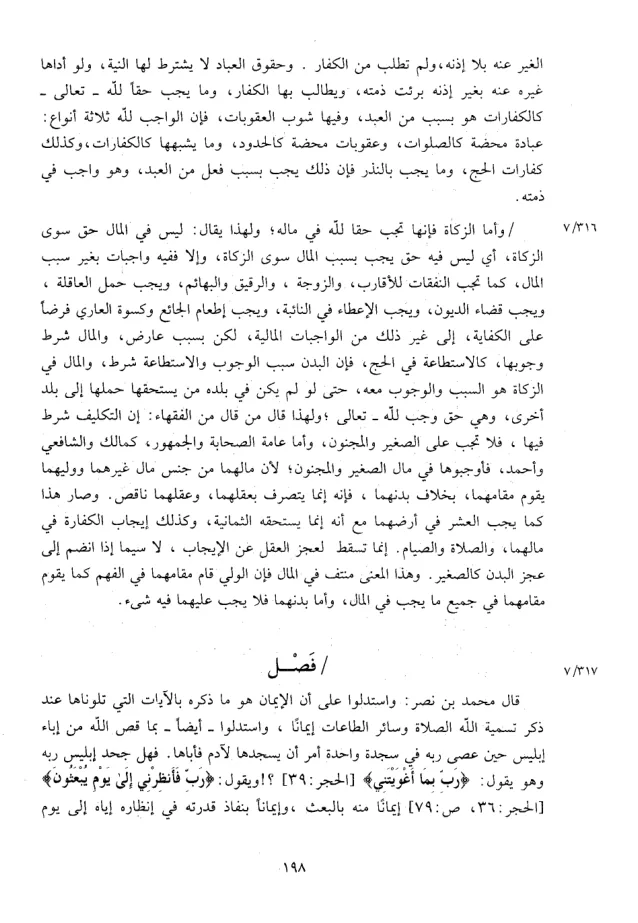 الغير عنه بلا إذنه،ولم تطلب من الكفار . وحقوق العباد لا يشترط لها النية، ولو أداها
غيره عنه بغير إذنه برئت ذمته، ويطالب بها الكفار، وما يجب حقاً لله ـ تعالى ـ
كالكفارات هو بسبب من العبد، وفيها شوب العقوبات، فإن الواجب لله ثلاثة أنواع:
عبادة محضة كالصلوات، وعقوبات محضة كالحدود، وما يشبهها كالكفارات،وكذلك
كفارات الحج، وما يجب بالنذر فإن ذلك يجب بسبب فعل من العبد، وهو واجب في
ذمته.
٧/٣١٦ / وأما الزكاة فإنها تجب حقا لله في ماله؛ ولهذا يقال: ليس في المال حق سوى
الزكاة، أي ليس فيه حق يجب بسبب المال سوى الزكاة، وإلا ففيه واجبات بغير سبب
المال، كما تجب النفقات للأقارب، والزوجة ، والرقيق والبهائم، ويجب حمل العاقلة ،
ويجب قضاء الديون، ويجب الإعطاء في النائبة، ويجب إطعام الجائع وكسوة العاري فرضاً
على الكفاية، إلى غير ذلك من الواجبات المالية، لكن بسبب عارض، والمال شرط
وجوبها، كالاستطاعة في الحج، فإن البدن سبب الوجوب والاستطاعة شرط، والمال في
الزكاة هو السبب والوجوب معه، حتى لو لم يكن في بلده من يستحقها حملها إلى بلد
أخرى، وهي حق وجب لله ـ تعالى ؛ولهذا قال من قال من الفقهاء: إن التكليف شرط
فيها ، فلا تجب على الصغير والمجنون، وأما عامة الصحابة والجمهور، كمالك والشافعي
وأحمد، فأوجبوها في مال الصغير والمجنون؛ لأن مالهما من جنس مال غيرهما ووليهما
يقوم مقامهما، بخلاف بدنهما ، فإنه إنما يتصرف بعقلهما، وعقلهما ناقص. وصار هذا
كما يجب العشر في أرضهما مع أنه إنما يستحقه الثمانية، وكذلك إيجاب الكفارة في
مالهما، والصلاة والصيام. إنما تسقط لعجز العقل عن الإيجاب ، لا سيما إذا انضم إلى
عجز البدن كالصغير. وهذا المعنى منتف في المال فإن الولي قام مقامهما في الفهم كما يقوم
مقامهما في جميع ما يجب في المال، وأما بدنهما فلا يجب عليهما فيه شىء.
٧/٣١٧ / فَصْـل
قال محمد بن نصر: واستدلوا على أن الإيمان هو ما ذكره بالآيات التي تلوناها عند
ذكر تسمية الله الصلاة وسائر الطاعات إيمانًا ، واستدلوا ـ أيضاً ـ بما قص الله من إباء
إبليس حين عصى ربه في سجدة واحدة أمر أن يسجدها لآدم فأباها. فهل جحد إبليس ربه
وهو يقول: ﴿رَبِّ بِمَا أَغْوَيْتَنِي﴾ [الحجر:٣٩] ؟!ويقول: ﴿رَبِّ فَأَنظِرْنِي إِلَىٰ يَوْمِ يُبْعَثُونَ﴾
[الحجر:٣٦، ص:٧٩] إيمانًا منه بالبعث ،وإيماناً بنفاذ قدرته في إنظاره إياه إلى يوم
١٩٨